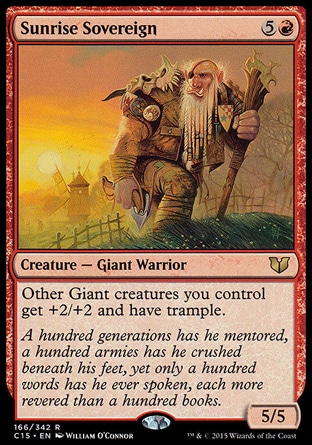 Sunrise Sovereign 5
Creature — Giant Warrior
Other Giant creatures you control
get +2/+2 and have trample.
A hundred generations has he mentored,
a hundred armies has he crushed
beneath his feet, yet only a hundred
words has he ever spoken, each more
revered than a hundred books.
5/5
166/342 R
C15 • EN WILLIAM O'CONNOR
™ & © 2015 Wizards of the Coast